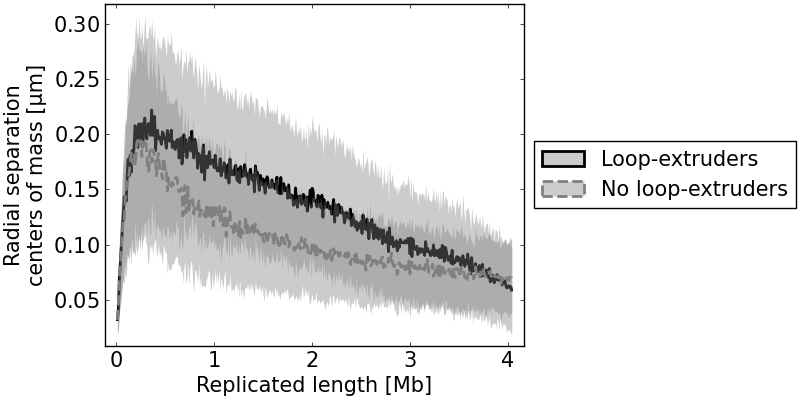 Radial separation
centers of mass [μm]
0.30
0.25
0.20
0.15
0.10
0.05
0 1 2 3 4
Replicated length [Mb]
Loop-extruders
No loop-extruders